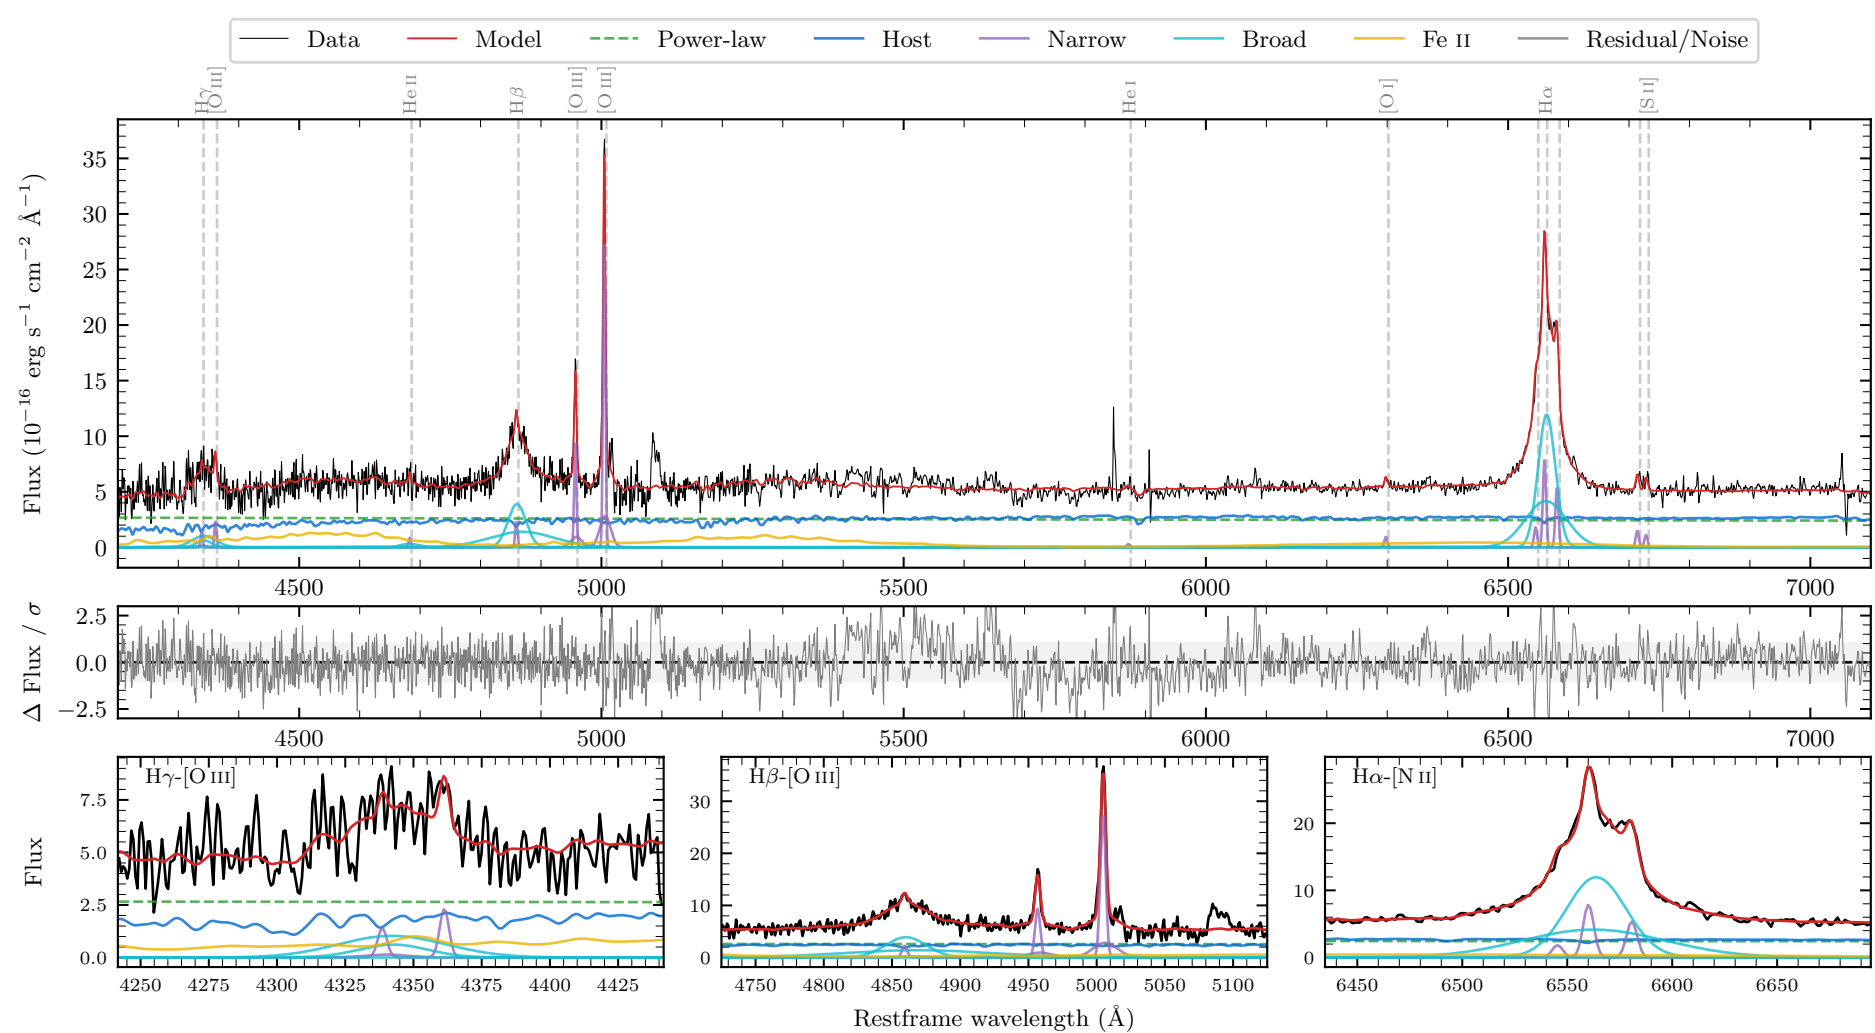 Data Model Power-law Host Narrow Broad Fe II Residual/Noise
Hγ [O III] He II Hβ [O III] [O III] He I [O I] Hα [S II]
Flux (10⁻¹⁶ erg s⁻¹ cm⁻² Å⁻¹)
35
30
25
20
15
10
5
0
4500 5000 5500 6000 6500 7000
Δ Flux / σ
2.5
0.0
−2.5
4500 5000 5500 6000 6500 7000
Flux
Hγ-[O III]
7.5
5.0
2.5
0.0
4250 4275 4300 4325 4350 4375 4400 4425
Hβ-[O III]
30
20
10
0
4750 4800 4850 4900 4950 5000 5050 5100
Hα-[N II]
20
10
0
6450 6500 6550 6600 6650
Restframe wavelength (Å)